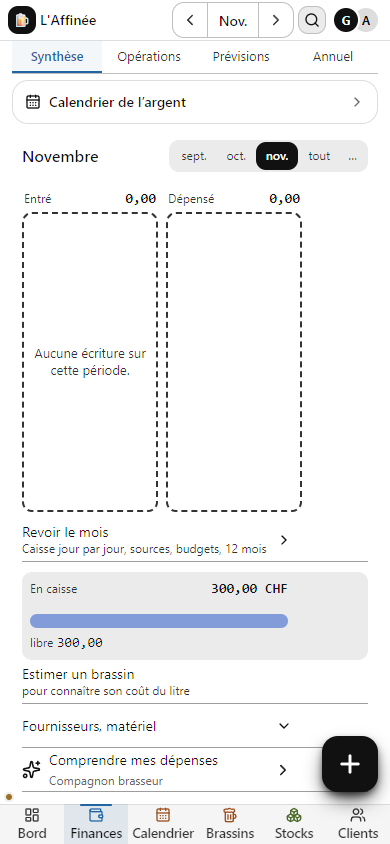 L'Affinée
Nov.
G
A
Synthèse
Opérations
Prévisions
Annuel
Calendrier de l'argent
Novembre
sept.
oct.
nov.
tout
...
Entré 0,00
Dépensé 0,00
Aucune écriture sur
cette période.
Revoir le mois
Caisse jour par jour, sources, budgets, 12 mois
En caisse 300,00 CHF
libre 300,00
Estimer un brassin
pour connaître son coût du litre
Fournisseurs, matériel
Comprendre mes dépenses
Compagnon brasseur
Bord
Finances
Calendrier
Brassins
Stocks
Clients